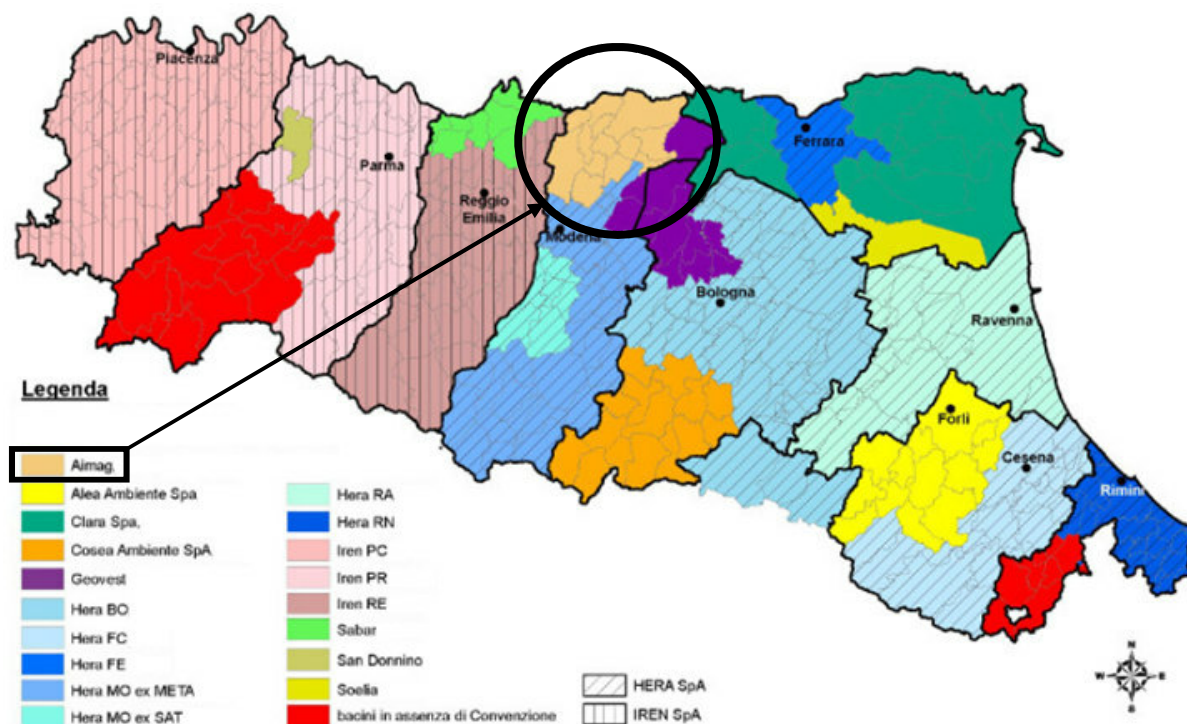 Piacenza
Parma
Reggio
Emilia
Modena
Ferrara
Bologna
Ravenna
Forlì
Cesena
Rimini
Legenda
Aimag.
Alea Ambiente Spa
Clara Spa,
Cosea Ambiente SpA
Geovest
Hera BO
Hera FC
Hera FE
Hera MO ex META
Hera MO ex SAT
Hera RA
Hera RN
Iren PC
Iren PR
Iren RE
Sabar
San Donnino
Soelia
bacini in assenza di Convenzione
HERA SpA
IREN SpA
N
W E
S